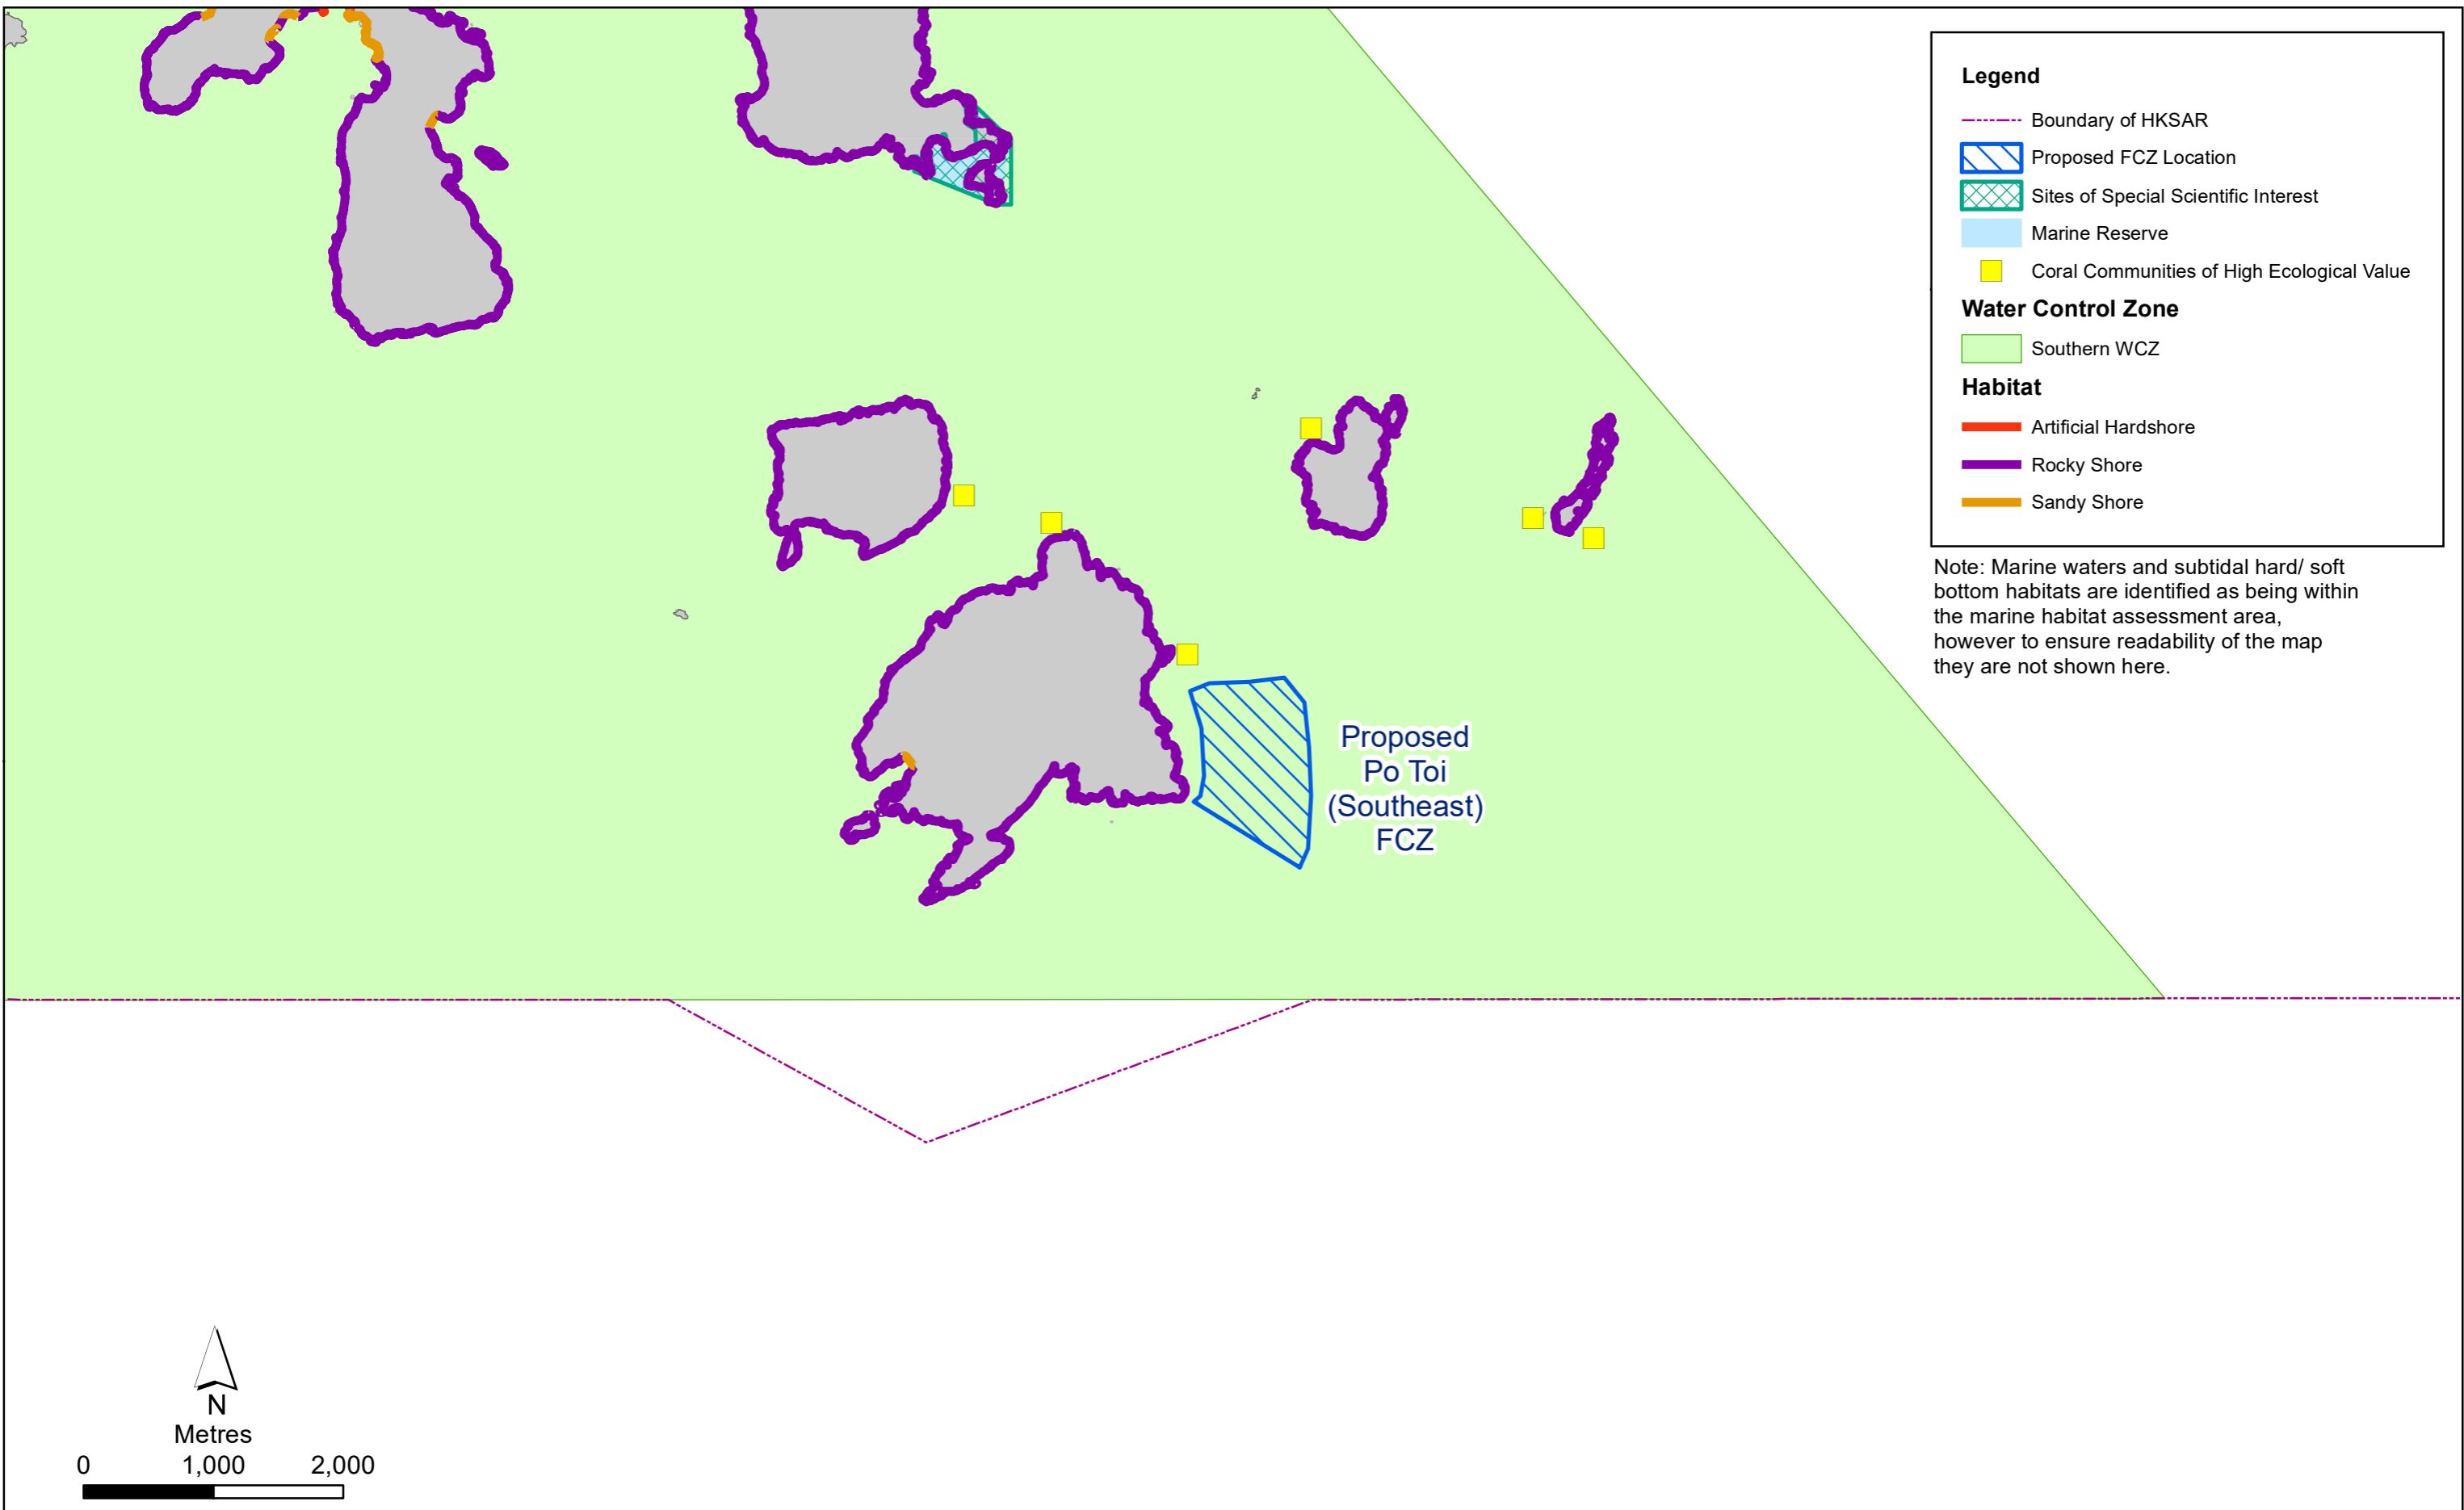 Legend
Boundary of HKSAR
Proposed FCZ Location
Sites of Special Scientific Interest
Marine Reserve
Coral Communities of High Ecological Value
Water Control Zone
Southern WCZ
Habitat
Artificial Hardshore
Rocky Shore
Sandy Shore
Note: Marine waters and subtidal hard/ soft
bottom habitats are identified as being within
the marine habitat assessment area,
however to ensure readability of the map
they are not shown here.
Proposed
Po Toi
(Southeast)
FCZ
N
Metres
0 1,000 2,000